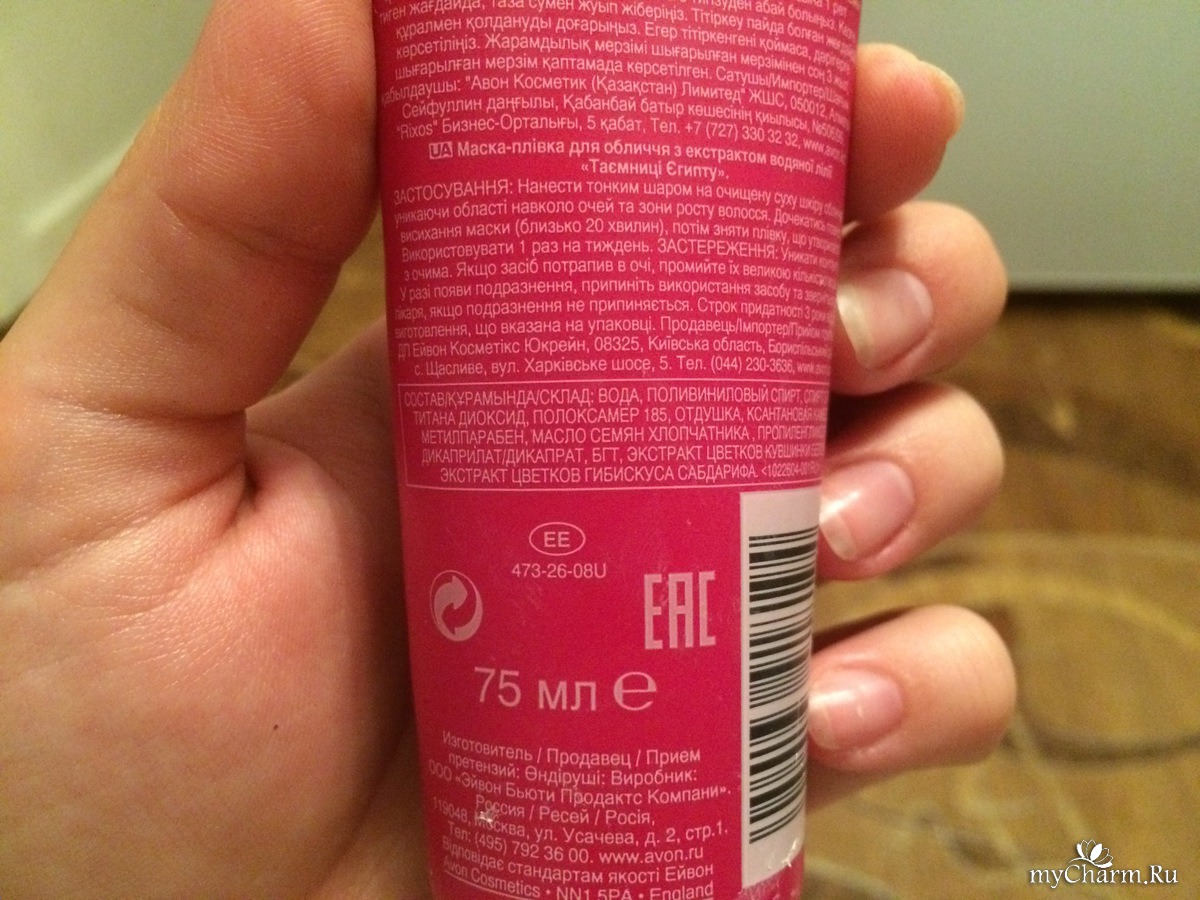 тиген жағдайда, таза сумен жуып жіберіңіз. Тітіркеу пайда болған
құралмен қолдануды доғарыңыз. Егер тітіркенгені қоймаса, дәрігерге
көрсетіліңіз. Жарамдылық мерзімі шығарылған мерзімінен соң 3
шығарылған мерзім қаптамада көрсетілген. Сатушы/Импортер/
қабылдаушы: "Авон Косметик (Қазақстан) Лимитед" ЖШС, 050012,
Сейфуллин даңғылы, Қабанбай батыр көшесінің қиылысы,
"Rixos" Бизнес-Орталығы, 5 қабат, Тел. +7 (727) 330 32 32,
UA Маска-плівка для обличчя з екстрактом водяної лілії
«Таємниці Єгипту».
ЗАСТОСУВАННЯ: Нанести тонким шаром на очищену суху шкіру
уникаючи області навколо очей та зони росту волосся. Дочекатись
висихання маски (близько 20 хвилин), потім зняти плівку, що
Використовувати 1 раз на тиждень. ЗАСТЕРЕЖЕННЯ: Уникати
з очима. Якщо засіб потрапив в очі, промийте їх великою
У разі появи подразнення, припиніть використання засобу та
лікаря, якщо подразнення не припиняється. Строк придатності 3
виготовлення, що вказана на упаковці. Продавець/Імпортер/Прийом
ДП Ейвон Косметікс Юкрейн, 08325, Київська область,
с. Щасливе, вул. Харківське шосе, 5. Тел. (044) 230-3636,
СОСТАВ/ҚҰРАМЫНДА/СКЛАД: ВОДА, ПОЛИВИНИЛОВЫЙ СПИРТ,
ТИТАНА ДИОКСИД, ПОЛОКСАМЕР 185, ОТДУШКА, КСАНТАНОВАЯ
МЕТИЛПАРАБЕН, МАСЛО СЕМЯН ХЛОПЧАТНИКА,
ДИКАПРИЛАТ/ДИКАПРАТ, БГТ, ЭКСТРАКТ ЦВЕТКОВ КУВШИНКИ
ЭКСТРАКТ ЦВЕТКОВ ГИБИСКУСА САБДАРИФА.
EE
473-26-08U
EAC
75 мл e
Изготовитель / Продавец / Прием
претензий: Өндіруші: Виробник:
ООО «Эйвон Бьюти Продактс Компани».
Россия / Ресей / Росія,
119048, Москва, ул. Усачева, д. 2, стр.1.
Тел: (495) 792 36 00. www.avon.ru
Відповідає стандартам якості Ейвон
Avon Cosmetics • NN1 5PA • England
myCharm.Ru